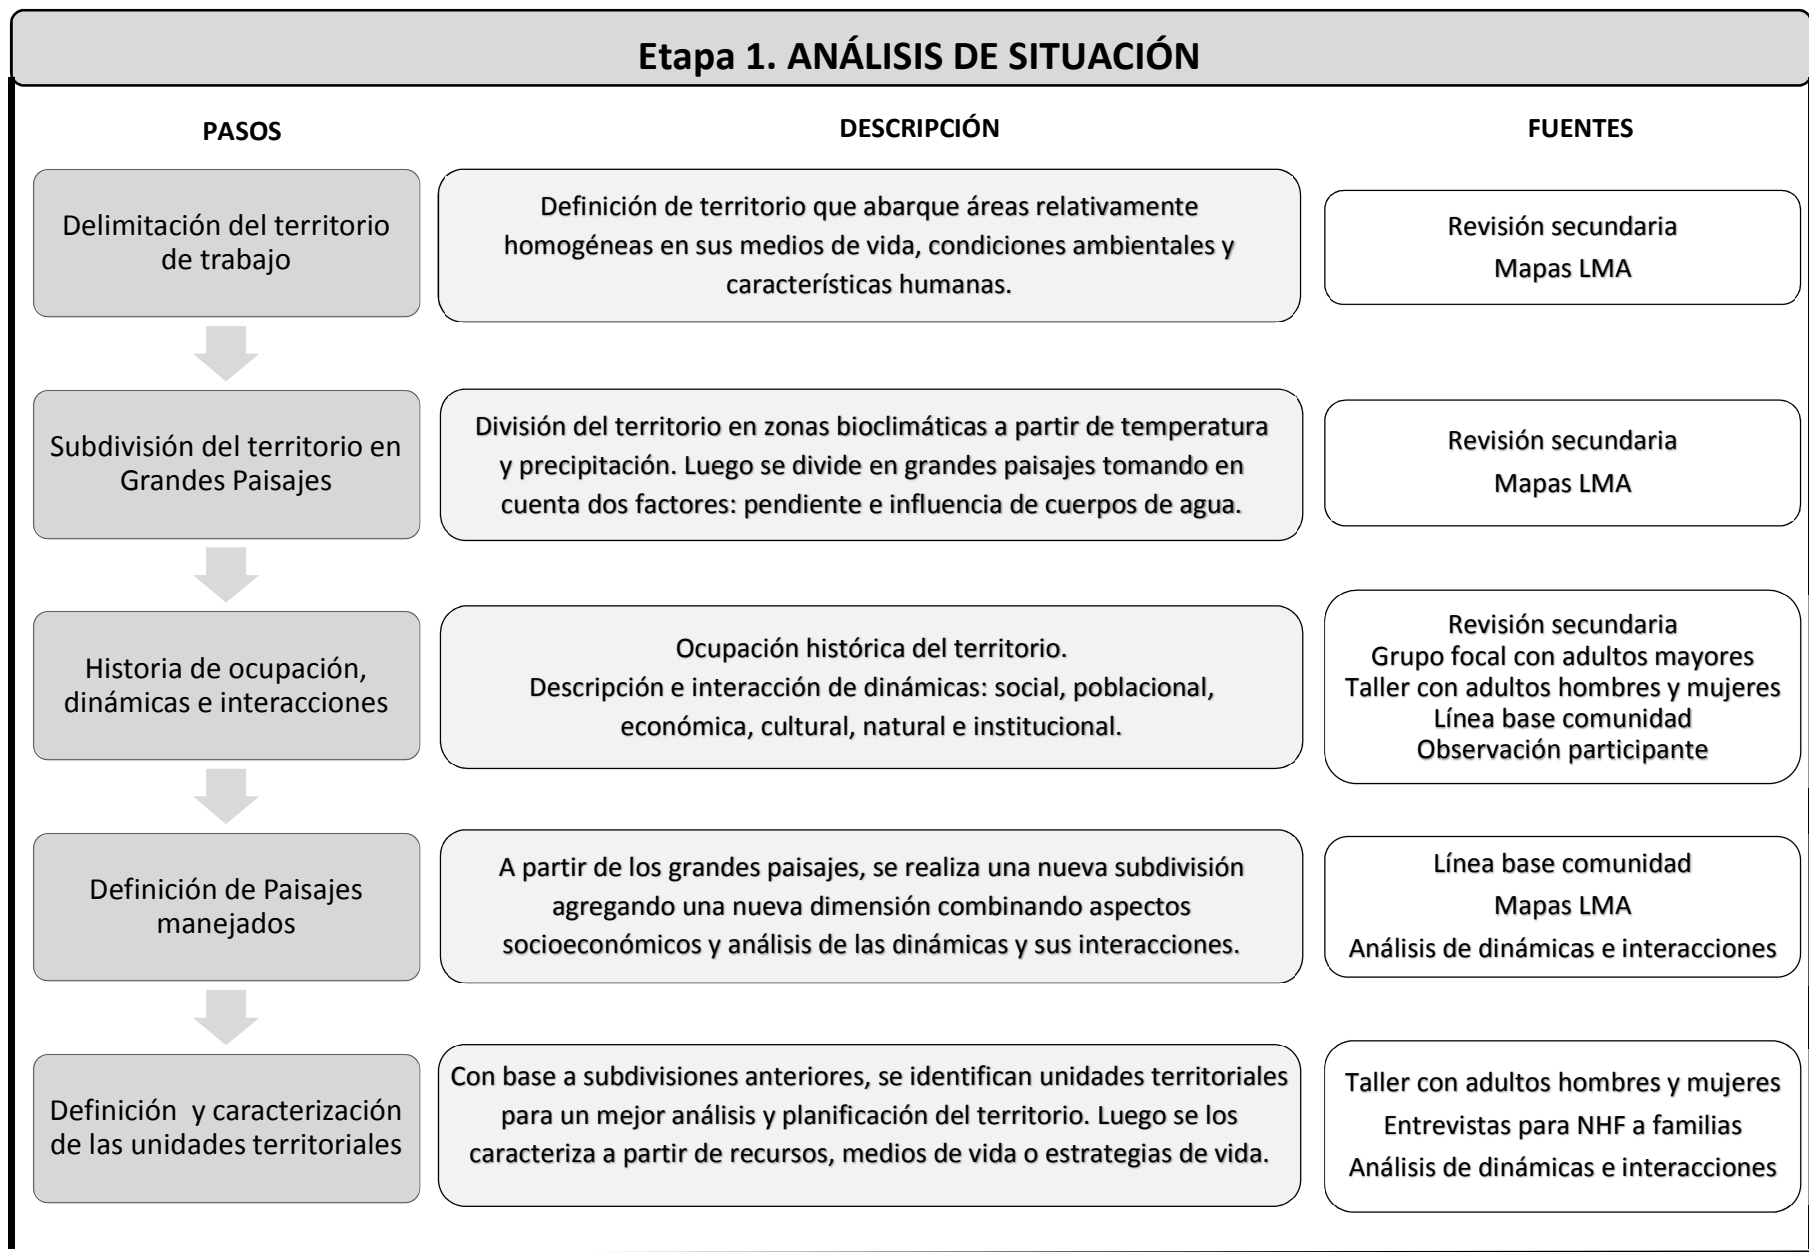 Etapa 1. ANÁLISIS DE SITUACIÓN
PASOS
DESCRIPCIÓN
FUENTES
Delimitación del territorio
de trabajo
Definición de territorio que abarque áreas relativamente
homogéneas en sus medios de vida, condiciones ambientales y
características humanas.
Revisión secundaria
Mapas LMA
Subdivisión del territorio en
Grandes Paisajes
División del territorio en zonas bioclimáticas a partir de temperatura
y precipitación. Luego se divide en grandes paisajes tomando en
cuenta dos factores: pendiente e influencia de cuerpos de agua.
Revisión secundaria
Mapas LMA
Historia de ocupación,
dinámicas e interacciones
Ocupación histórica del territorio.
Descripción e interacción de dinámicas: social, poblacional,
económica, cultural, natural e institucional.
Revisión secundaria
Grupo focal con adultos mayores
Taller con adultos hombres y mujeres
Línea base comunidad
Observación participante
Definición de Paisajes
manejados
A partir de los grandes paisajes, se realiza una nueva subdivisión
agregando una nueva dimensión combinando aspectos
socioeconómicos y análisis de las dinámicas y sus interacciones.
Línea base comunidad
Mapas LMA
Análisis de dinámicas e interacciones
Definición y caracterización
de las unidades territoriales
Con base a subdivisiones anteriores, se identifican unidades territoriales
para un mejor análisis y planificación del territorio. Luego se los
caracteriza a partir de recursos, medios de vida o estrategias de vida.
Taller con adultos hombres y mujeres
Entrevistas para NHF a familias
Análisis de dinámicas e interacciones